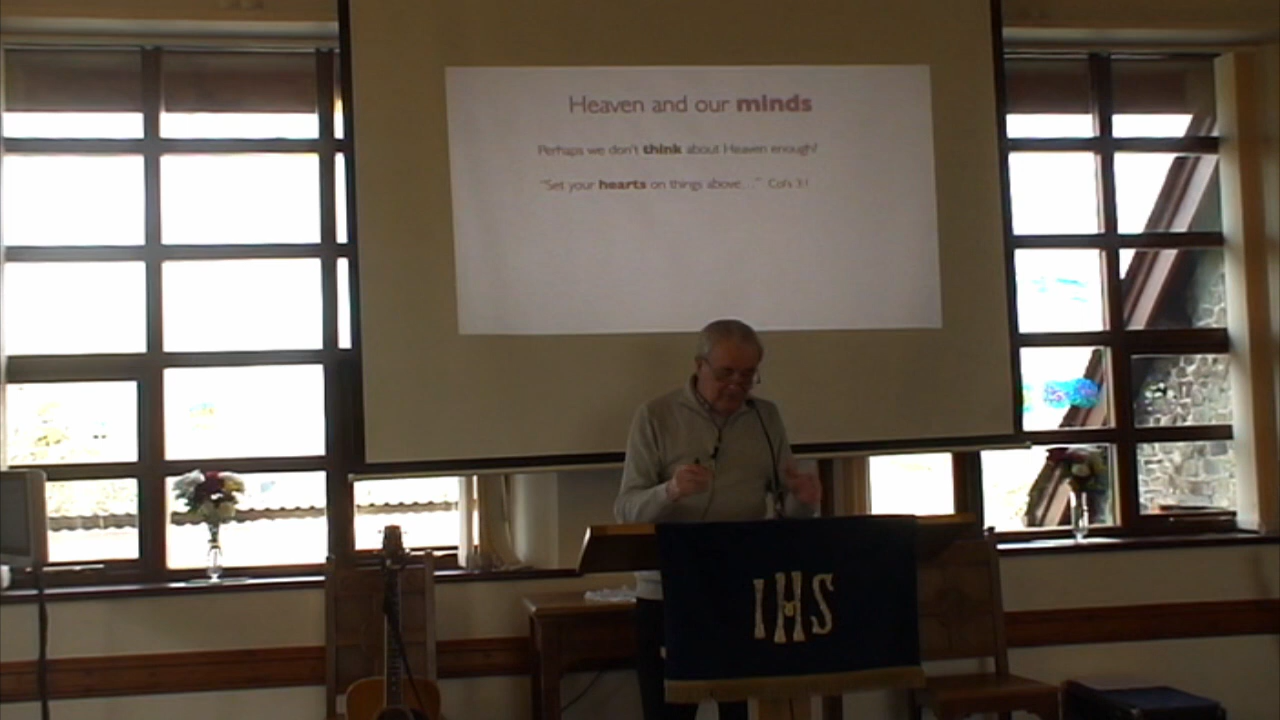 Heaven and our minds
Perhaps we don't think about Heaven enough!
"Set your hearts on things above..." Col's 3:1
IHS